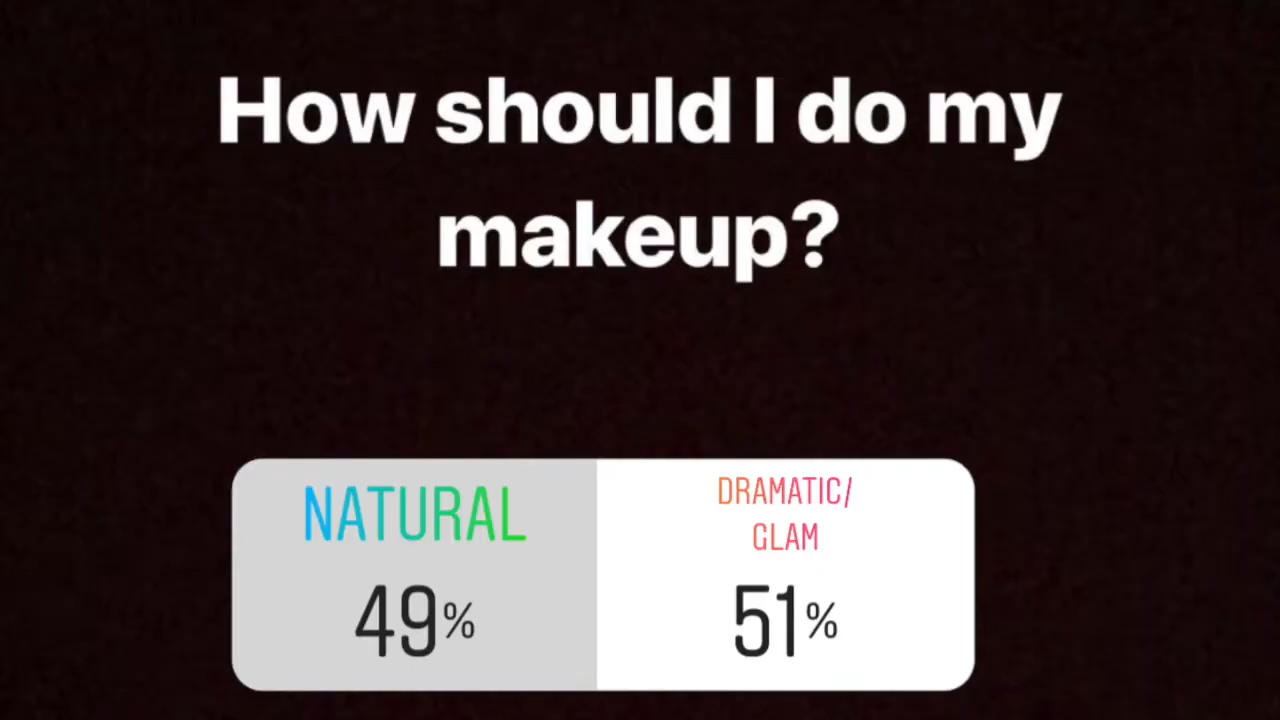 How should I do my
makeup?
NATURAL
49%
DRAMATIC/
GLAM
51%